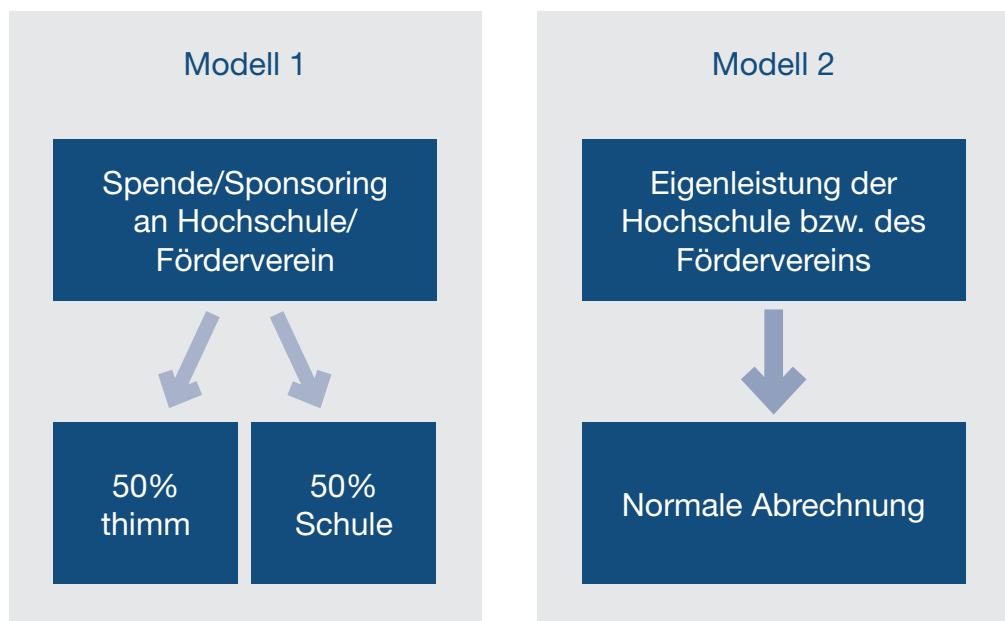 Modell 1
Spende/Sponsoring
an Hochschule/
Förderverein
50%
thimm
50%
Schule
Modell 2
Eigenleistung der
Hochschule bzw. des
Fördervereins
Normale Abrechnung